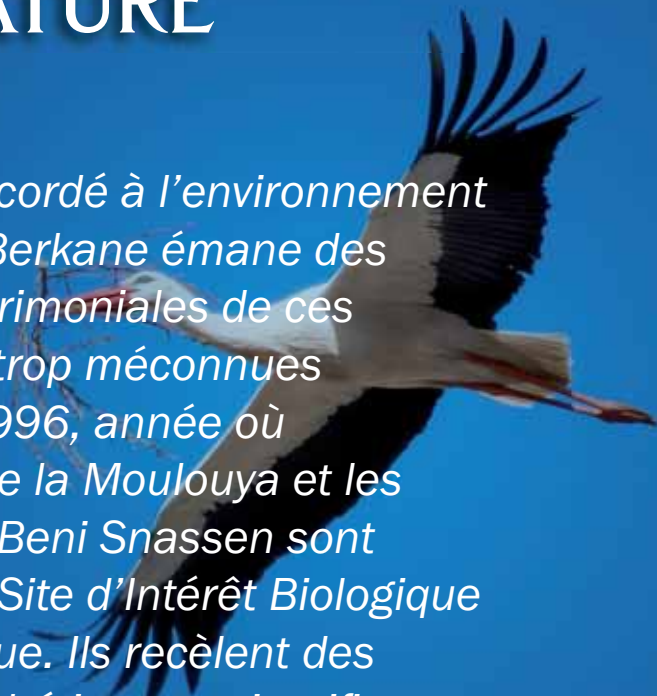 ATURE
cordé à l’environnement
Berkane émane des
rimoniales de ces
trop méconnues
996, année où
e la Moulouya et les
Beni Snassen sont
Site d’Intérêt Biologique
ue. Ils recèlent des